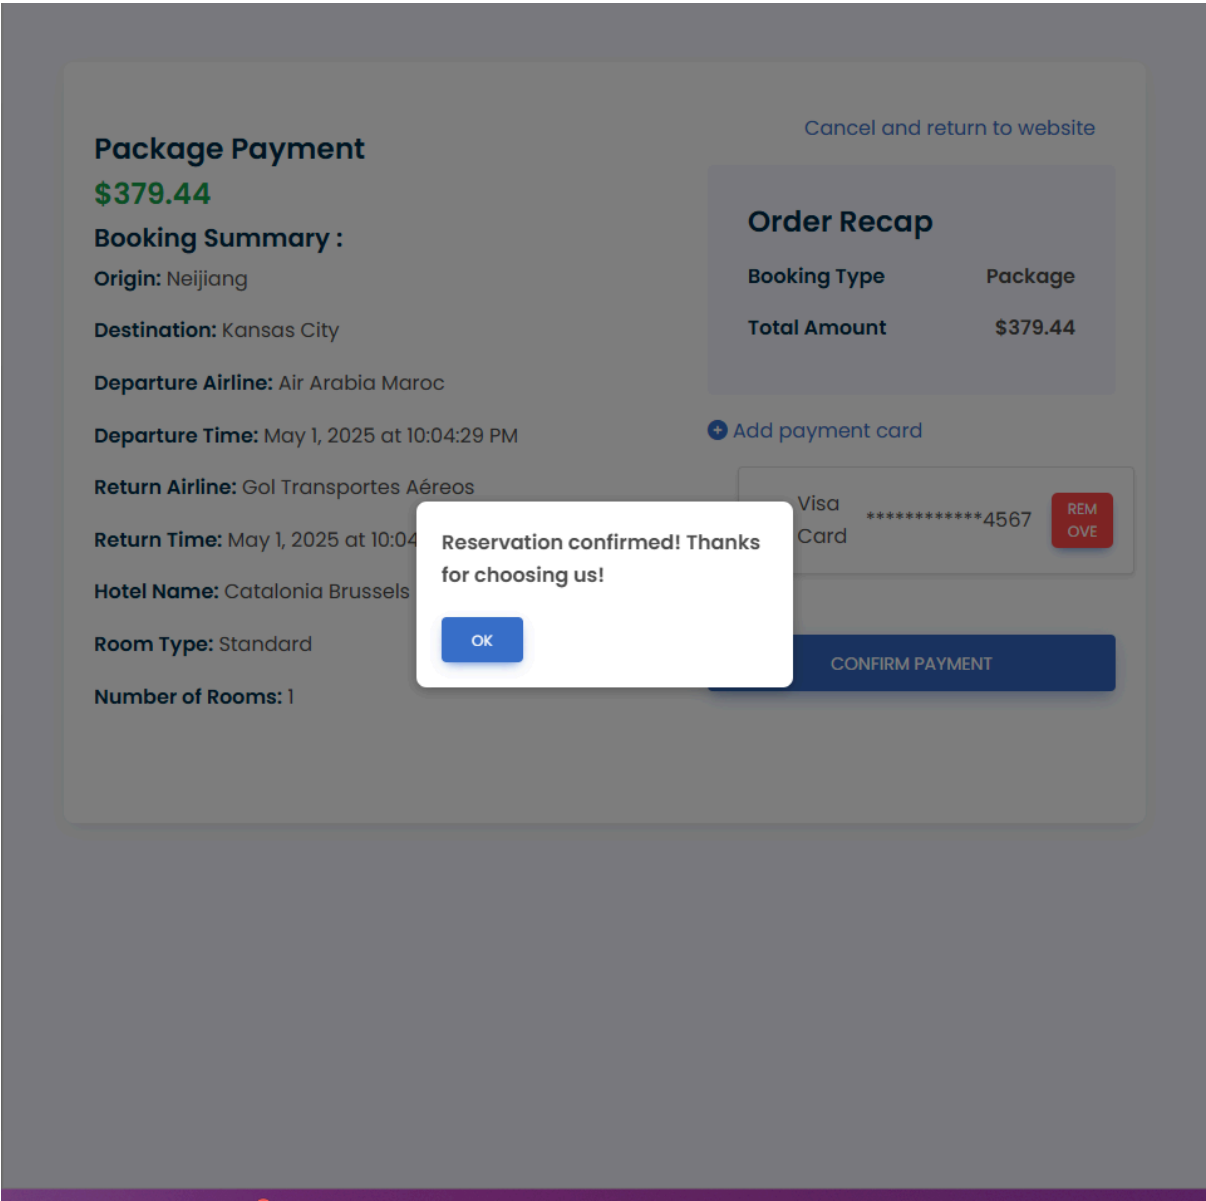 Cancel and return to website
Package Payment
$379.44
Booking Summary :
Origin: Neijiang
Destination: Kansas City
Departure Airline: Air Arabia Maroc
Departure Time: May 1, 2025 at 10:04:29 PM
Return Airline: Gol Transportes Aéreos
Return Time: May 1, 2025 at 10:04
Hotel Name: Catalonia Brussels
Room Type: Standard
Number of Rooms: 1
Order Recap
Booking Type Package
Total Amount $379.44
Add payment card
Visa
Card
************4567
REM
OVE
CONFIRM PAYMENT
Reservation confirmed! Thanks
for choosing us!
OK